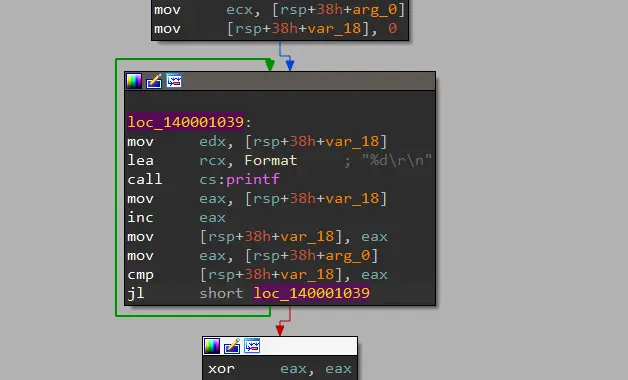 mov ecx, [rsp+38h+arg_0]
mov [rsp+38h+var_18], 0
loc_140001039:
mov edx, [rsp+38h+var_18]
lea rcx, Format ; "%d\r\n"
call cs:printf
mov eax, [rsp+38h+var_18]
inc eax
mov [rsp+38h+var_18], eax
mov eax, [rsp+38h+arg_0]
cmp [rsp+38h+var_18], eax
jl short loc_140001039
xor eax, eax